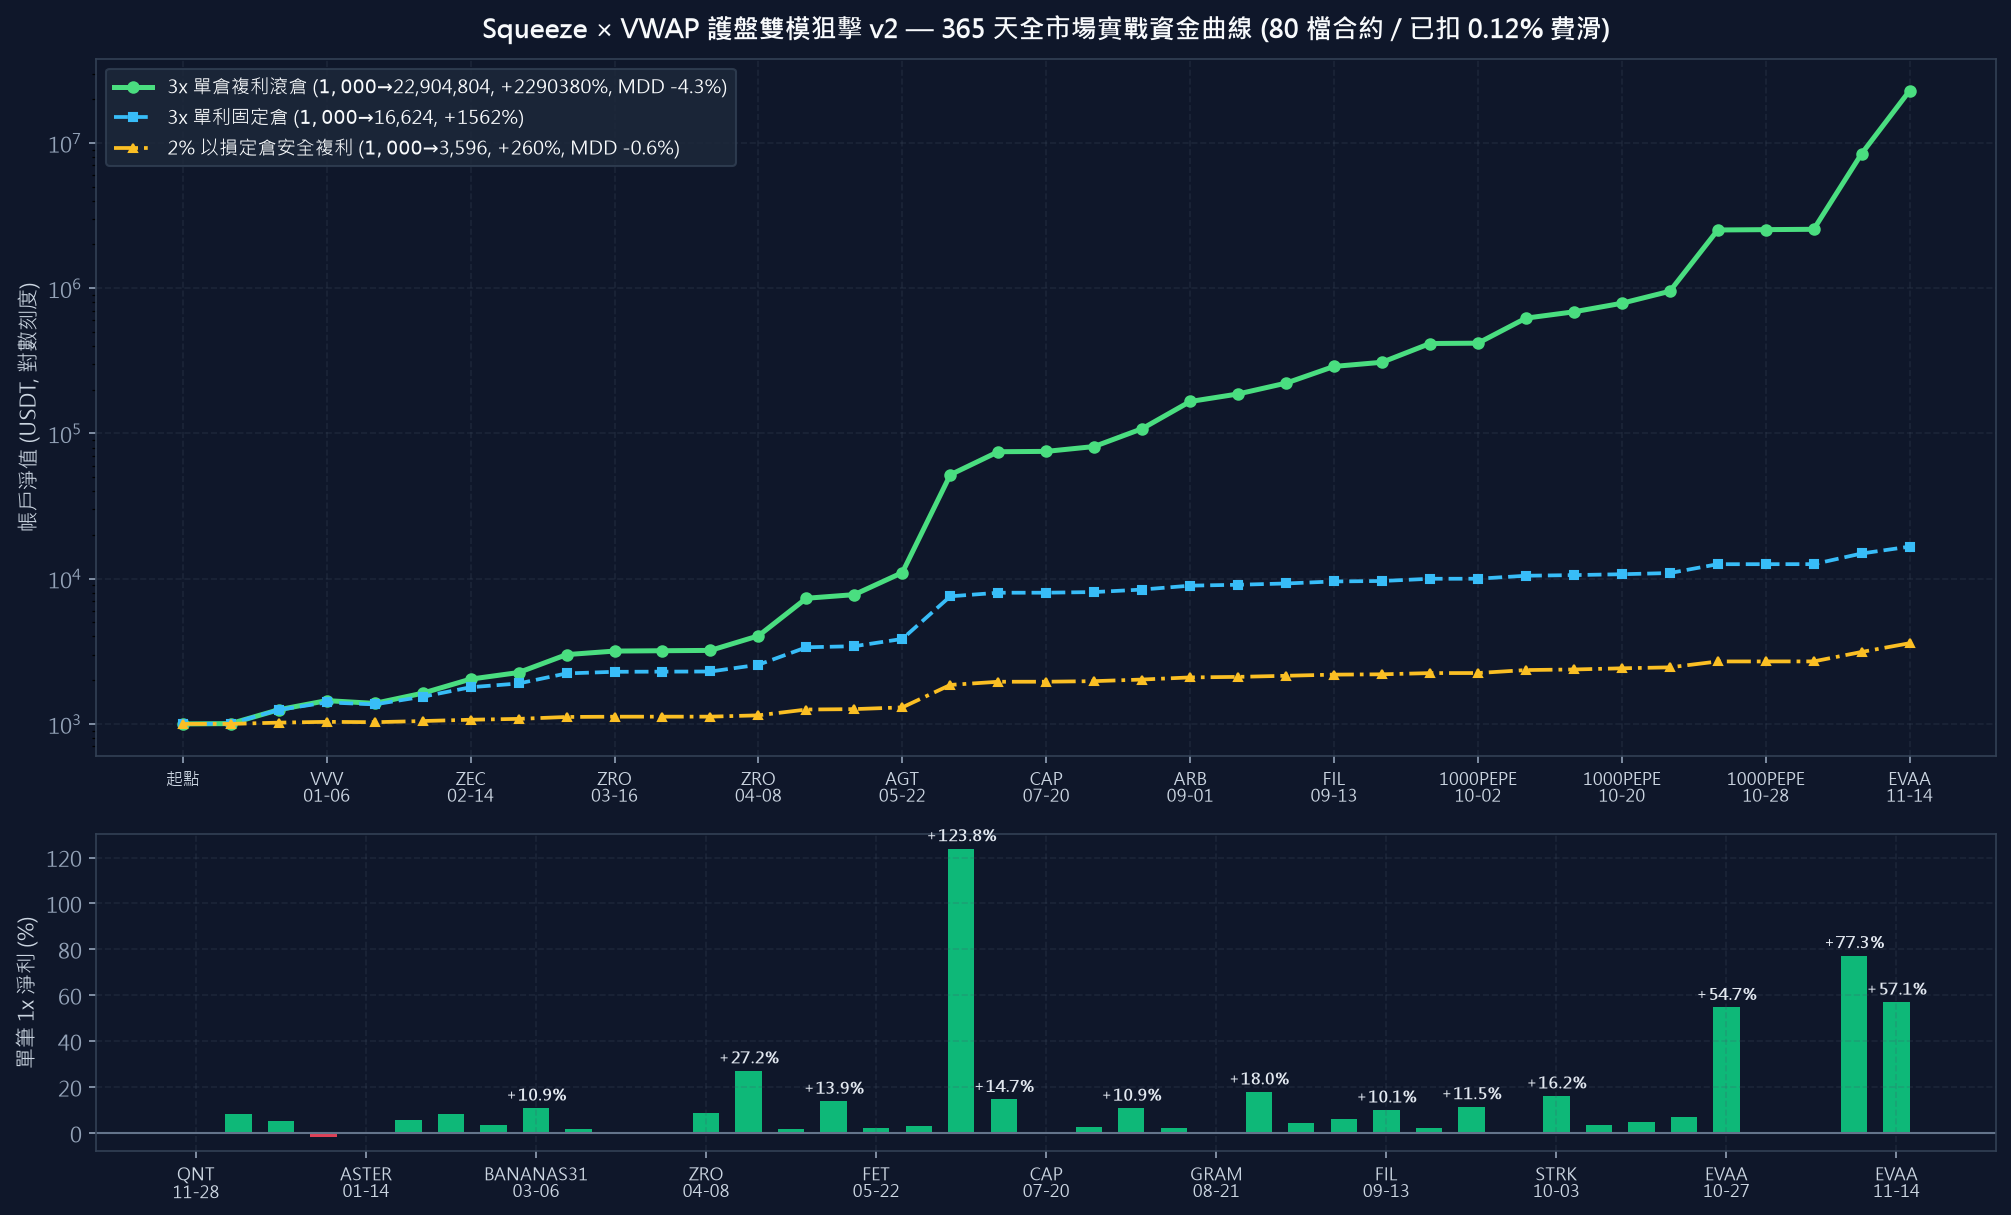 Squeeze × VWAP 護盤雙模狙擊 v2 — 365 天全市場實戰資金曲線 (80 檔合約 / 已扣 0.12% 費滑)
3x 單倉複利滾倉 (1, 000→22,904,804, +2290380%, MDD -4.3%)
3x 單利固定倉 (1, 000→16,624, +1562%)
2% 以損定倉安全複利 (1, 000→3,596, +260%, MDD -0.6%)
帳戶淨值 (USDT, 對數刻度)
10⁷
10⁶
10⁵
10⁴
10³
起點
VVV
01-06
ZEC
02-14
ZRO
03-16
ZRO
04-08
AGT
05-22
CAP
07-20
ARB
09-01
FIL
09-13
1000PEPE
10-02
1000PEPE
10-20
1000PEPE
10-28
EVAA
11-14
單筆 1x 淨利 (%)
120
100
80
60
40
20
0
+10.9%
+27.2%
+13.9%
+123.8%
+14.7%
+10.9%
+18.0%
+10.1%
+11.5%
+16.2%
+54.7%
+77.3%
+57.1%
QNT
11-28
ASTER
01-14
BANANAS31
03-06
ZRO
04-08
FET
05-22
CAP
07-20
GRAM
08-21
FIL
09-13
STRK
10-03
EVAA
10-27
EVAA
11-14